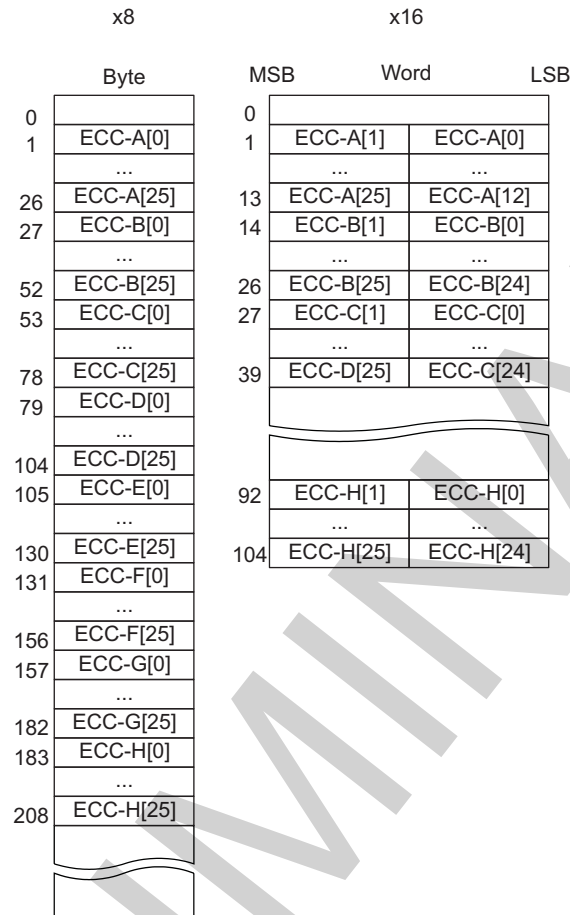 x8
Byte
0
1 ECC-A[0]
...
26 ECC-A[25]
27 ECC-B[0]
...
52 ECC-B[25]
53 ECC-C[0]
...
78 ECC-C[25]
79 ECC-D[0]
...
104 ECC-D[25]
105 ECC-E[0]
...
130 ECC-E[25]
131 ECC-F[0]
...
156 ECC-F[25]
157 ECC-G[0]
...
182 ECC-G[25]
183 ECC-H[0]
...
208 ECC-H[25]
x16
MSB Word LSB
0
1 ECC-A[1] ECC-A[0]
... ...
13 ECC-A[25] ECC-A[12]
14 ECC-B[1] ECC-B[0]
... ...
26 ECC-B[25] ECC-B[24]
27 ECC-C[1] ECC-C[0]
... ...
39 ECC-D[25] ECC-C[24]
92 ECC-H[1] ECC-H[0]
... ...
104 ECC-H[25] ECC-H[24]